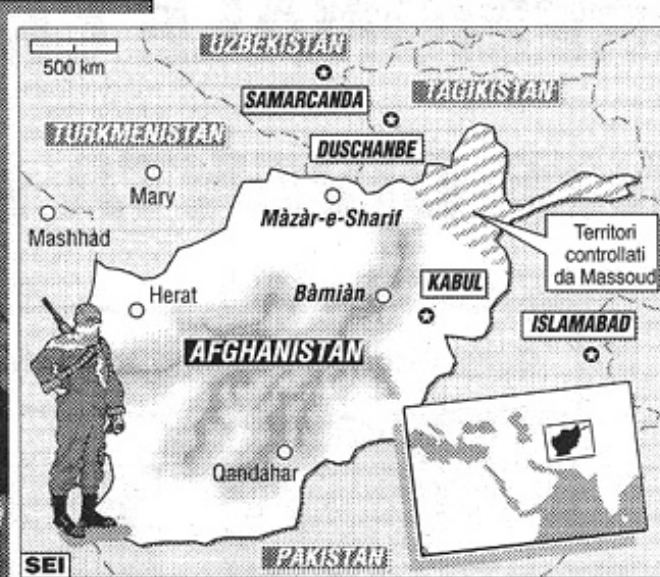 500 km
UZBEKISTAN
SAMARCANDA
TAGIKISTAN
TURKMENISTAN
DUSCHANBE
Mary
Màzàr-e-Sharif
Mashhad
Territori
controllati
da Massoud
Herat
Bàmiàn
KABUL
ISLAMABAD
AFGHANISTAN
Qandahar
PAKISTAN
SEI